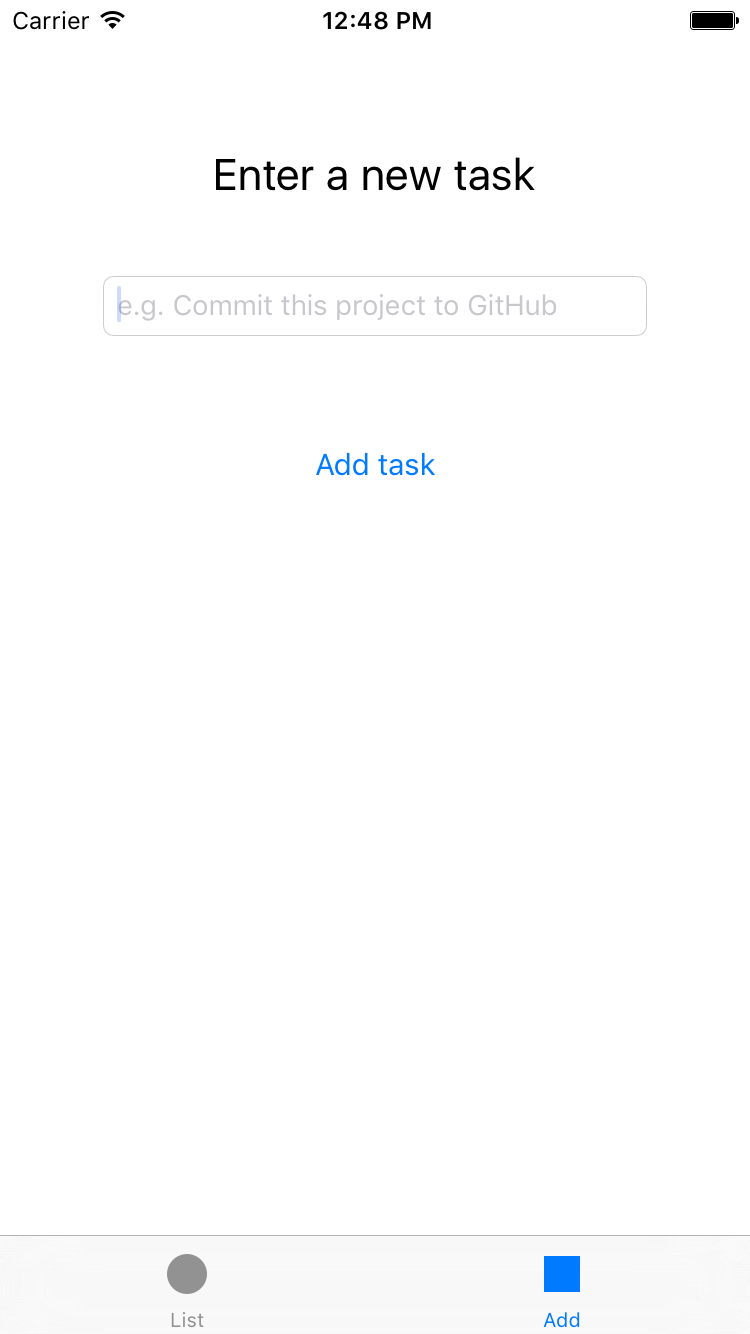 Carrier 12:48 PM
Enter a new task
e.g. Commit this project to GitHub
Add task
List Add